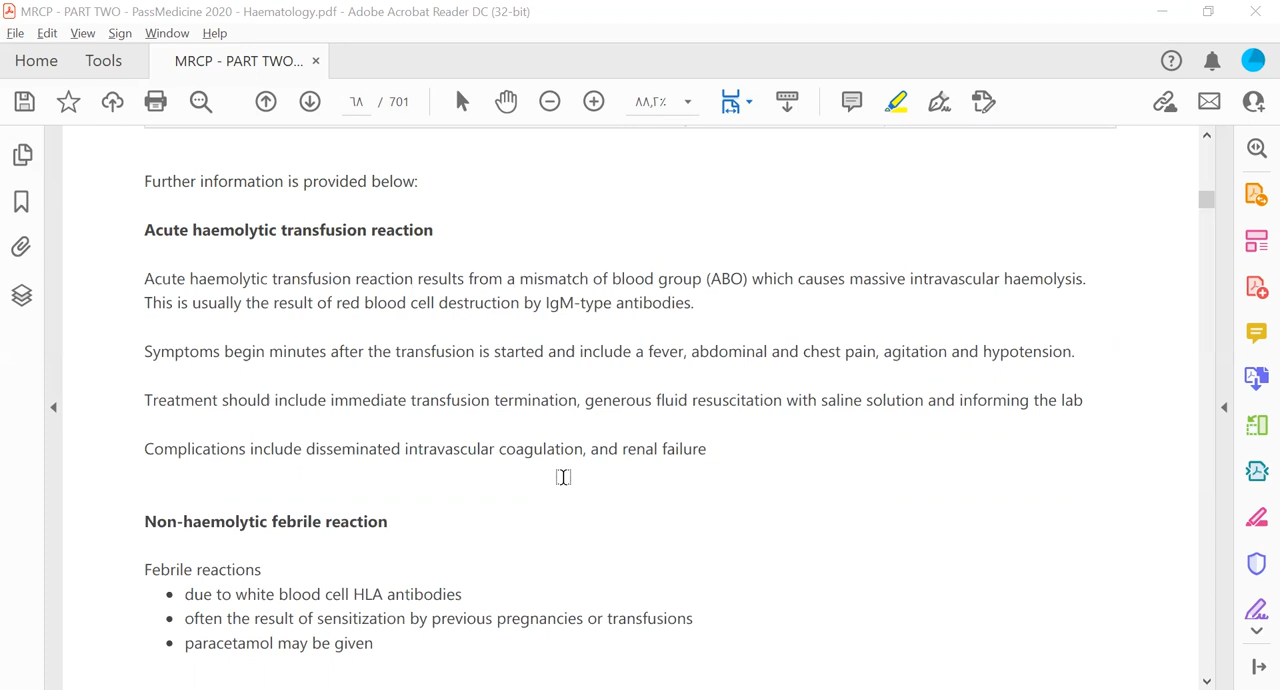 MRCP - PART TWO - PassMedicine 2020 - Haematology.pdf - Adobe Acrobat Reader DC (32-bit)
File Edit View Sign Window Help
Home Tools MRCP - PART TWO... ×
٦٨ / 701 ٨٨٫٢٪
Further information is provided below:
Acute haemolytic transfusion reaction
Acute haemolytic transfusion reaction results from a mismatch of blood group (ABO) which causes massive intravascular haemolysis.
This is usually the result of red blood cell destruction by IgM-type antibodies.
Symptoms begin minutes after the transfusion is started and include a fever, abdominal and chest pain, agitation and hypotension.
Treatment should include immediate transfusion termination, generous fluid resuscitation with saline solution and informing the lab
Complications include disseminated intravascular coagulation, and renal failure
Non-haemolytic febrile reaction
Febrile reactions
• due to white blood cell HLA antibodies
• often the result of sensitization by previous pregnancies or transfusions
• paracetamol may be given